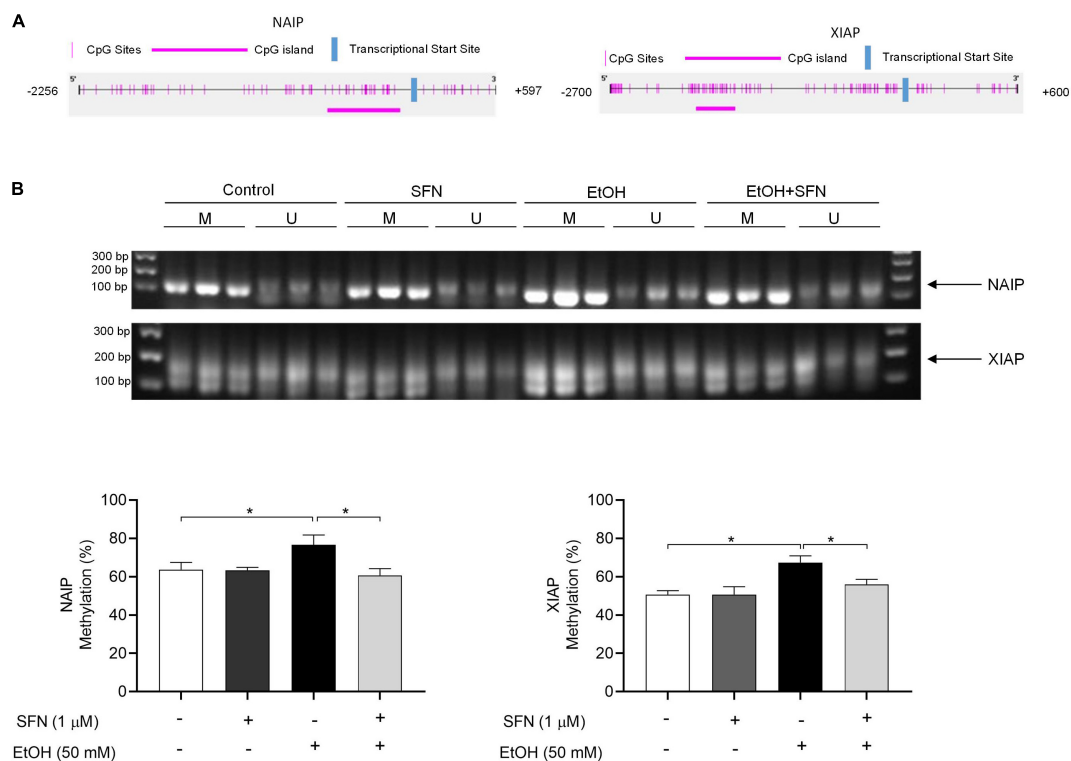 A
NAIP
CpG Sites CpG island Transcriptional Start Site
5' 3
-2256 +597
XIAP
CpG Sites CpG island Transcriptional Start Site
5' 3'
-2700 +600
B
Control SFN EtOH EtOH+SFN
M U M U M U M U
300 bp
200 bp
100 bp
NAIP
300 bp
200 bp
100 bp
XIAP
NAIP
Methylation (%)
100
80
60
40
20
0
* *
SFN (1 μM) - + - +
EtOH (50 mM) - - + +
XIAP
Methylation (%)
100
80
60
40
20
0
* *
SFN (1 μM) - + - +
EtOH (50 mM) - - + +